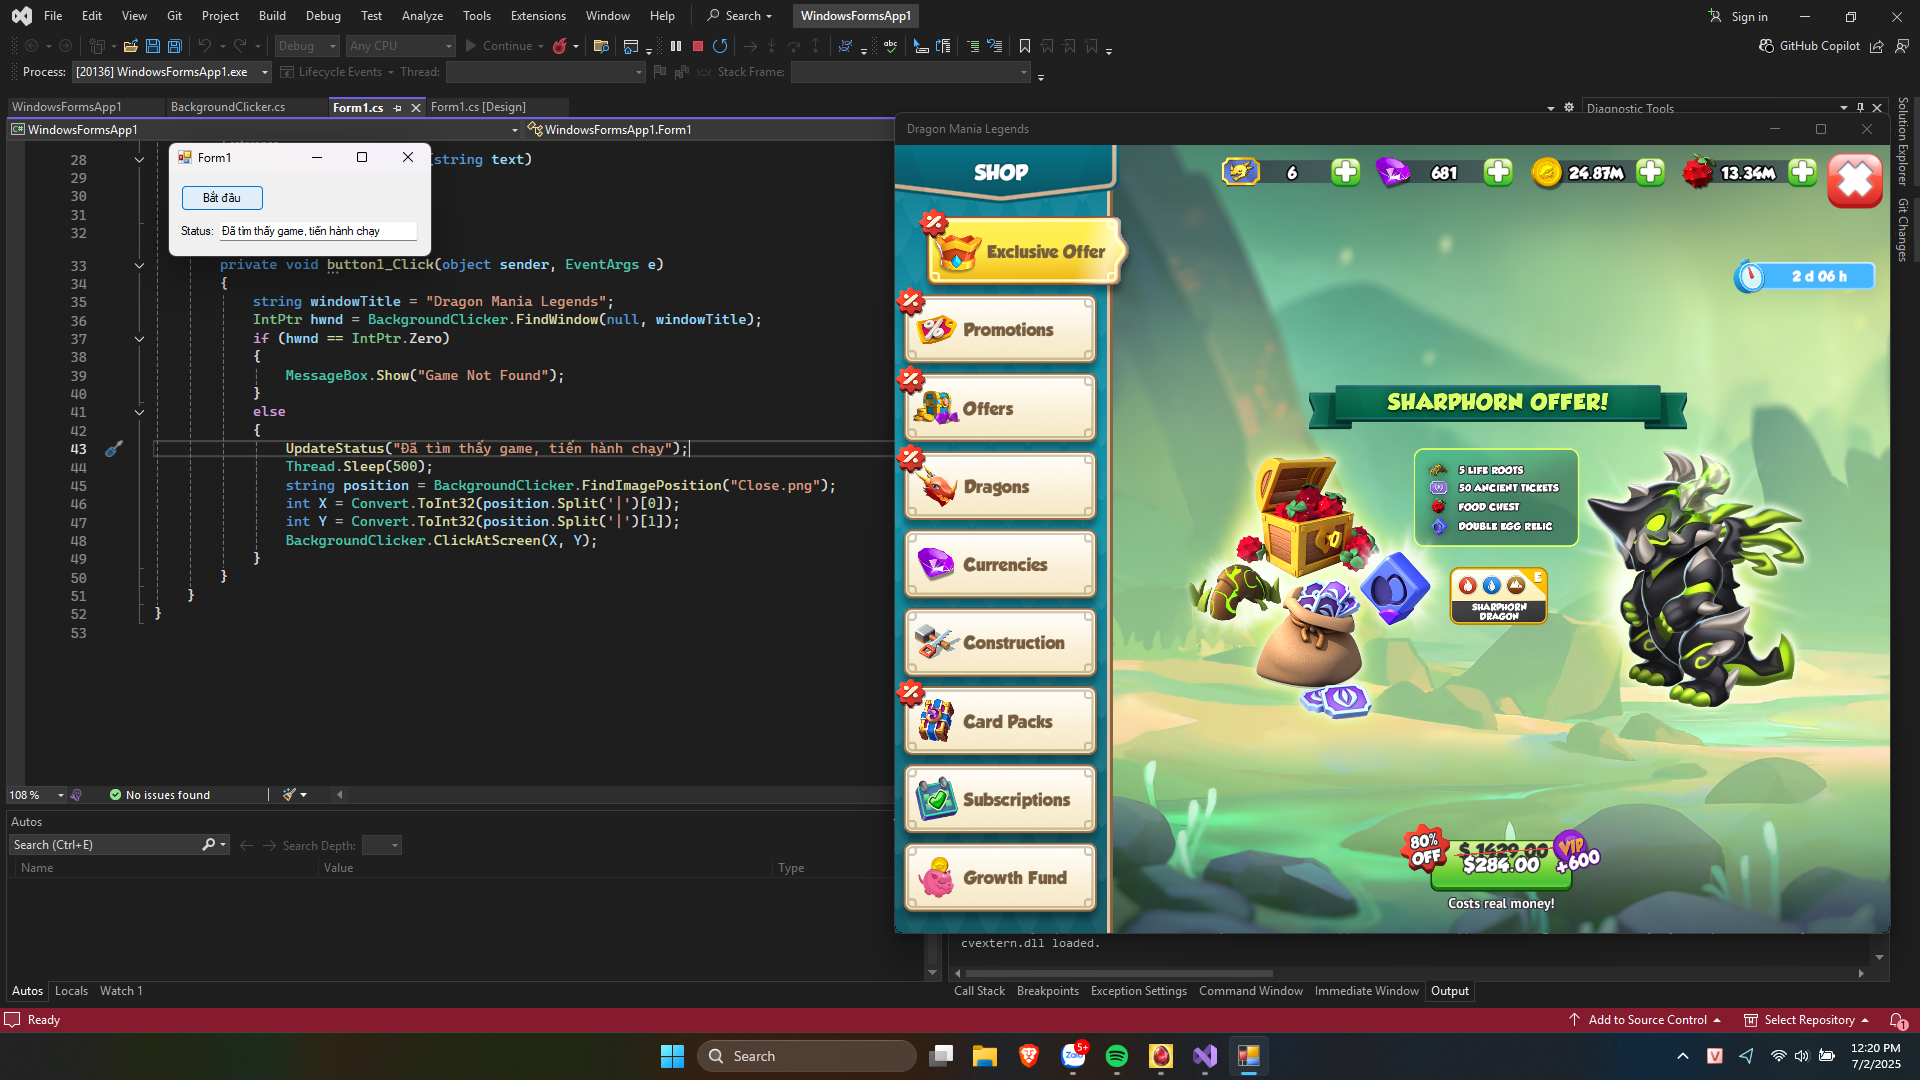 File Edit View Git Project Build Debug Test Analyze Tools Extensions Window Help Search WindowsFormsApp1 Sign in
Debug Any CPU Continue GitHub Copilot
Process: [20136] WindowsFormsApp1.exe Lifecycle Events Thread: Stack Frame:
WindowsFormsApp1 BackgroundClicker.cs Form1.cs Form1.cs [Design] Diagnostic Tools
C# WindowsFormsApp1 WindowsFormsApp1.Form1
Solution Explorer
Git Changes
28 (string text)
29
30
31
32
33 private void button1_Click(object sender, EventArgs e)
34 {
35 string windowTitle = "Dragon Mania Legends";
36 IntPtr hwnd = BackgroundClicker.FindWindow(null, windowTitle);
37 if (hwnd == IntPtr.Zero)
38 {
39 MessageBox.Show("Game Not Found");
40 }
41 else
42 {
43 UpdateStatus("Đã tìm thấy game, tiến hành chạy");
44 Thread.Sleep(500);
45 string position = BackgroundClicker.FindImagePosition("Close.png");
46 int X = Convert.ToInt32(position.Split('|')[0]);
47 int Y = Convert.ToInt32(position.Split('|')[1]);
48 BackgroundClicker.ClickAtScreen(X, Y);
49 }
50 }
51 }
52 }
53
Form1
Bắt đầu
Status: Đã tìm thấy game, tiến hành chạy
108 % No issues found
Autos
Search (Ctrl+E) Search Depth:
Name Value Type
Autos Locals Watch 1
Dragon Mania Legends
SHOP
6 681 24.87M 13.34M
Exclusive Offer
2 d 06 h
Promotions
Offers
Dragons
Currencies
Construction
Card Packs
Subscriptions
Growth Fund
SHARPHORN OFFER!
5 LIFE ROOTS
50 ANCIENT TICKETS
FOOD CHEST
DOUBLE EGG RELIC
E
SHARPHORN
DRAGON
80%
OFF
$ 1429.00
$284.00
VIP
+600
Costs real money!
cvextern.dll loaded.
Call Stack Breakpoints Exception Settings Command Window Immediate Window Output
Ready Add to Source Control Select Repository 1
Search
Zalo 5+
V
12:20 PM
7/2/2025